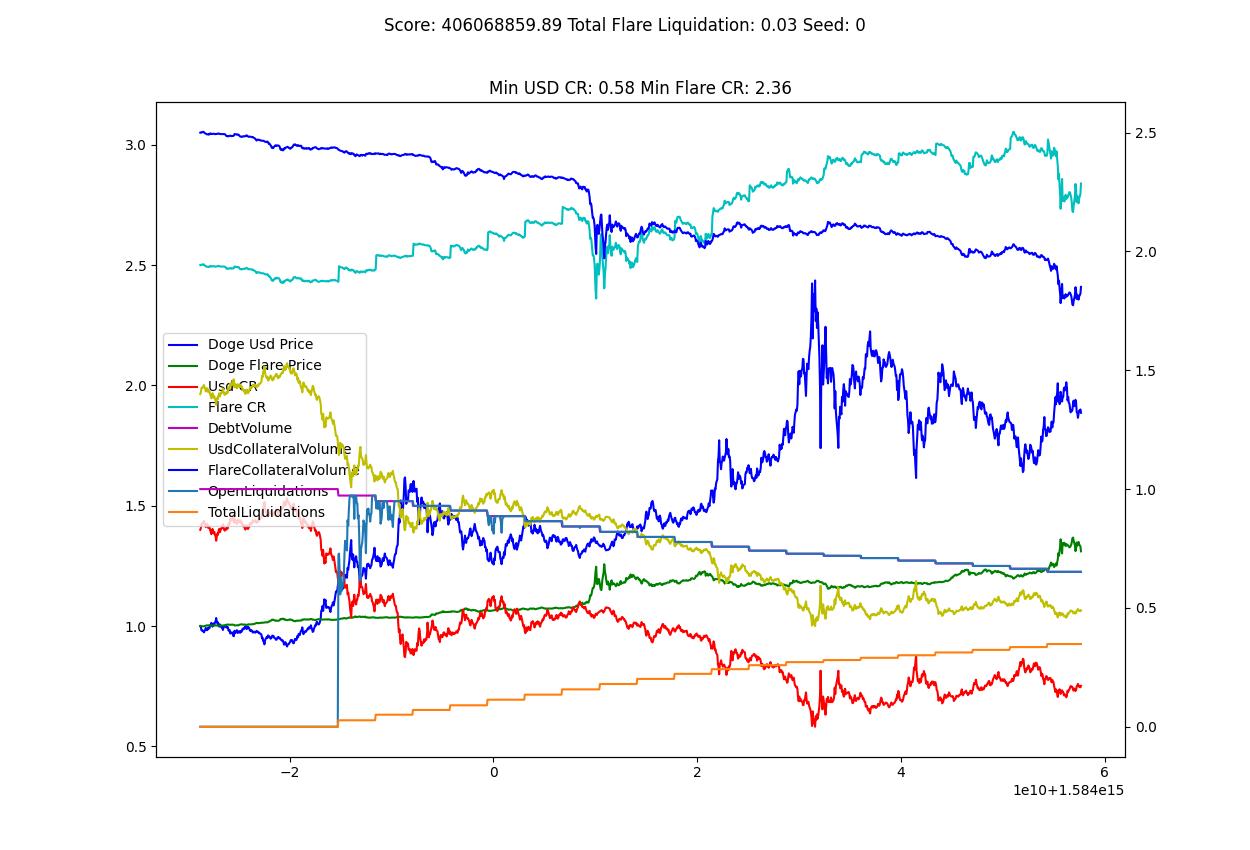 Score: 406068859.89 Total Flare Liquidation: 0.03 Seed: 0
Min USD CR: 0.58 Min Flare CR: 2.36
3.0
2.5
2.0
1.5
1.0
0.5
2.5
2.0
1.5
1.0
0.5
0.0
Doge Usd Price
Doge Flare Price
Usd CR
Flare CR
DebtVolume
UsdCollateralVolume
FlareCollateralVolume
OpenLiquidations
TotalLiquidations
−2 0 2 4 6
1e10+1.584e15